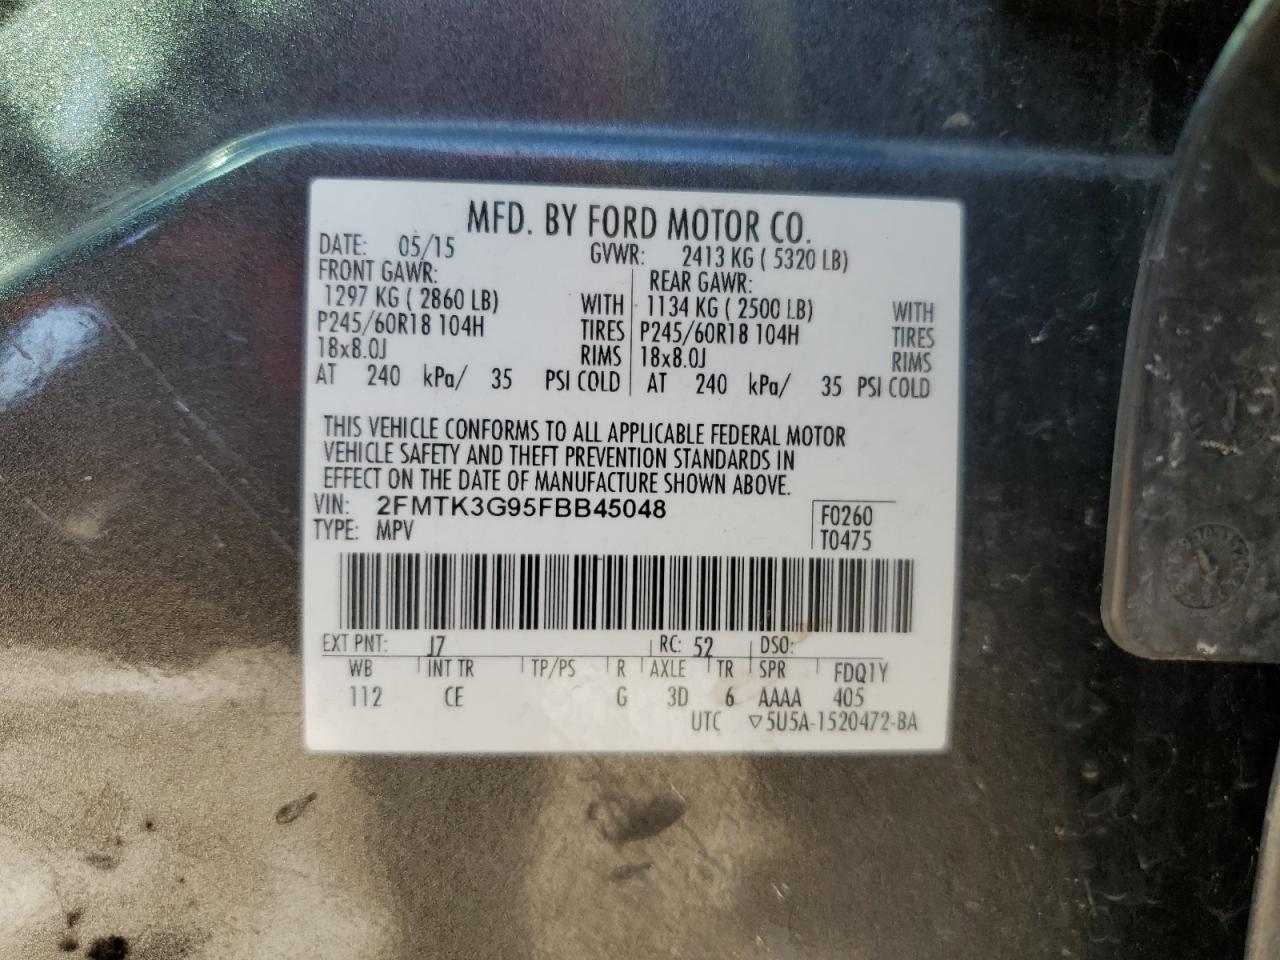 MFD. BY FORD MOTOR CO.
DATE: 05/15 GVWR: 2413 KG ( 5320 LB)
FRONT GAWR: REAR GAWR:
1297 KG ( 2860 LB) WITH 1134 KG ( 2500 LB) WITH
P245/60R18 104H TIRES P245/60R18 104H TIRES
18x8.0J RIMS 18x8.0J RIMS
AT 240 kPa/ 35 PSI COLD AT 240 kPa/ 35 PSI COLD
THIS VEHICLE CONFORMS TO ALL APPLICABLE FEDERAL MOTOR
VEHICLE SAFETY AND THEFT PREVENTION STANDARDS IN
EFFECT ON THE DATE OF MANUFACTURE SHOWN ABOVE.
VIN: 2FMTK3G95FBB45048 F0260
TYPE: MPV T0475
EXT PNT: J7 RC: 52 DSO:
WB INT TR TP/PS R AXLE TR SPR FDQ1Y
112 CE G 3D 6 AAAA 405
UTC ▽5U5A-1520472-BA